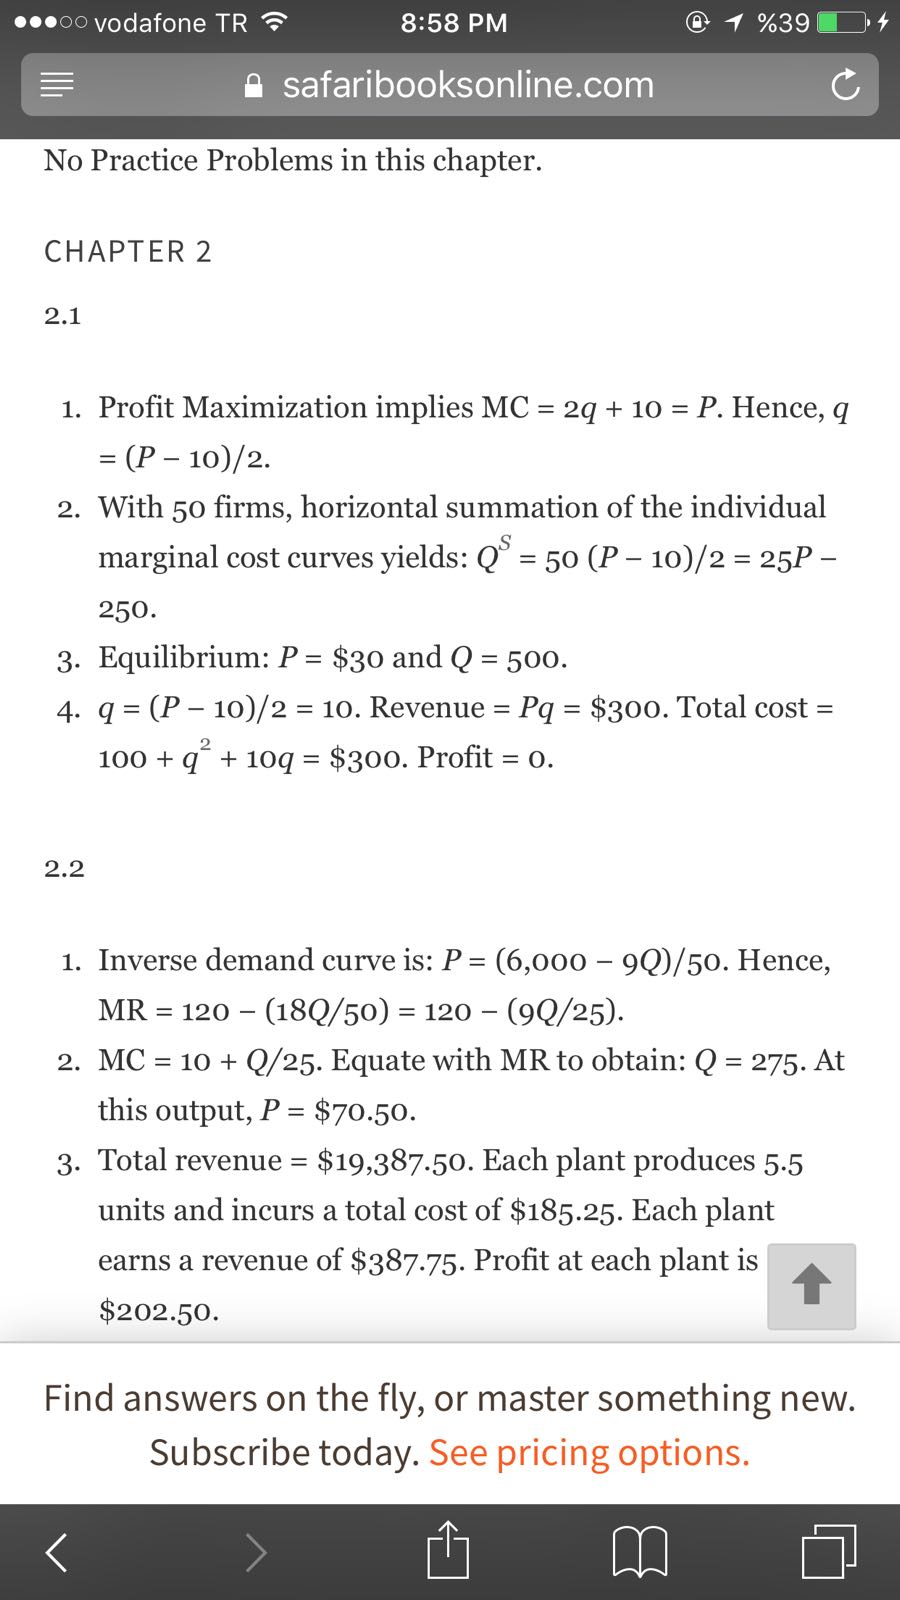 vodafone TR 8:58 PM %39
safaribooksonline.com
No Practice Problems in this chapter.
CHAPTER 2
2.1
1. Profit Maximization implies MC = 2q + 10 = P. Hence, q
= (P – 10)/2.
2. With 50 firms, horizontal summation of the individual
marginal cost curves yields: Q^S = 50 (P – 10)/2 = 25P –
250.
3. Equilibrium: P = $30 and Q = 500.
4. q = (P – 10)/2 = 10. Revenue = Pq = $300. Total cost =
100 + q² + 10q = $300. Profit = 0.
2.2
1. Inverse demand curve is: P = (6,000 – 9Q)/50. Hence,
MR = 120 – (18Q/50) = 120 – (9Q/25).
2. MC = 10 + Q/25. Equate with MR to obtain: Q = 275. At
this output, P = $70.50.
3. Total revenue = $19,387.50. Each plant produces 5.5
units and incurs a total cost of $185.25. Each plant
earns a revenue of $387.75. Profit at each plant is
$202.50.
Find answers on the fly, or master something new.
Subscribe today. See pricing options.